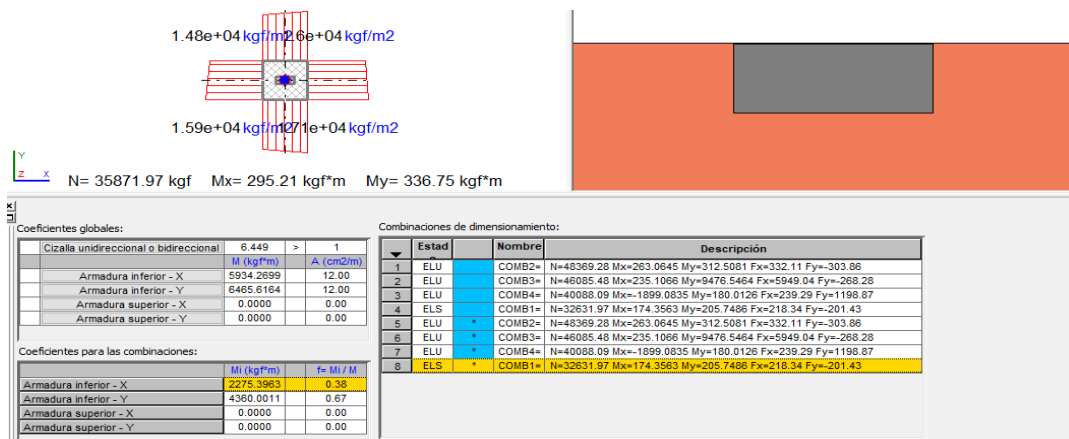 1.48e+04 kgf/m2 1.6e+04 kgf/m2
1.59e+04 kgf/m2 1.71e+04 kgf/m2
Y
Z X
N= 35871.97 kgf Mx= 295.21 kgf*m My= 336.75 kgf*m
Coeficientes globales:
Cizalla unidireccional o bidireccional 6.449 > 1
M (kgf*m) A (cm2/m)
Armadura inferior - X 5934.2699 12.00
Armadura inferior - Y 6465.6164 12.00
Armadura superior - X 0.0000 0.00
Armadura superior - Y 0.0000 0.00
Coeficientes para las combinaciones:
Mi (kgf*m) f= Mi / M
Armadura inferior - X 2275.3963 0.38
Armadura inferior - Y 4360.0011 0.67
Armadura superior - X 0.0000 0.00
Armadura superior - Y 0.0000 0.00
Combinaciones de dimensionamiento:
Estad Nombre Descripción
1 ELU COMB2= N=48369.28 Mx=263.0645 My=312.5081 Fx=332.11 Fy=-303.86
2 ELU COMB3= N=46085.48 Mx=235.1066 My=9476.5464 Fx=5949.04 Fy=-268.28
3 ELU COMB4= N=40088.09 Mx=-1899.0835 My=180.0126 Fx=239.29 Fy=1198.87
4 ELS COMB1= N=32631.97 Mx=174.3563 My=205.7486 Fx=218.34 Fy=-201.43
5 ELU * COMB2= N=48369.28 Mx=263.0645 My=312.5081 Fx=332.11 Fy=-303.86
6 ELU * COMB3= N=46085.48 Mx=235.1066 My=9476.5464 Fx=5949.04 Fy=-268.28
7 ELU * COMB4= N=40088.09 Mx=-1899.0835 My=180.0126 Fx=239.29 Fy=1198.87
8 ELS * COMB1= N=32631.97 Mx=174.3563 My=205.7486 Fx=218.34 Fy=-201.43